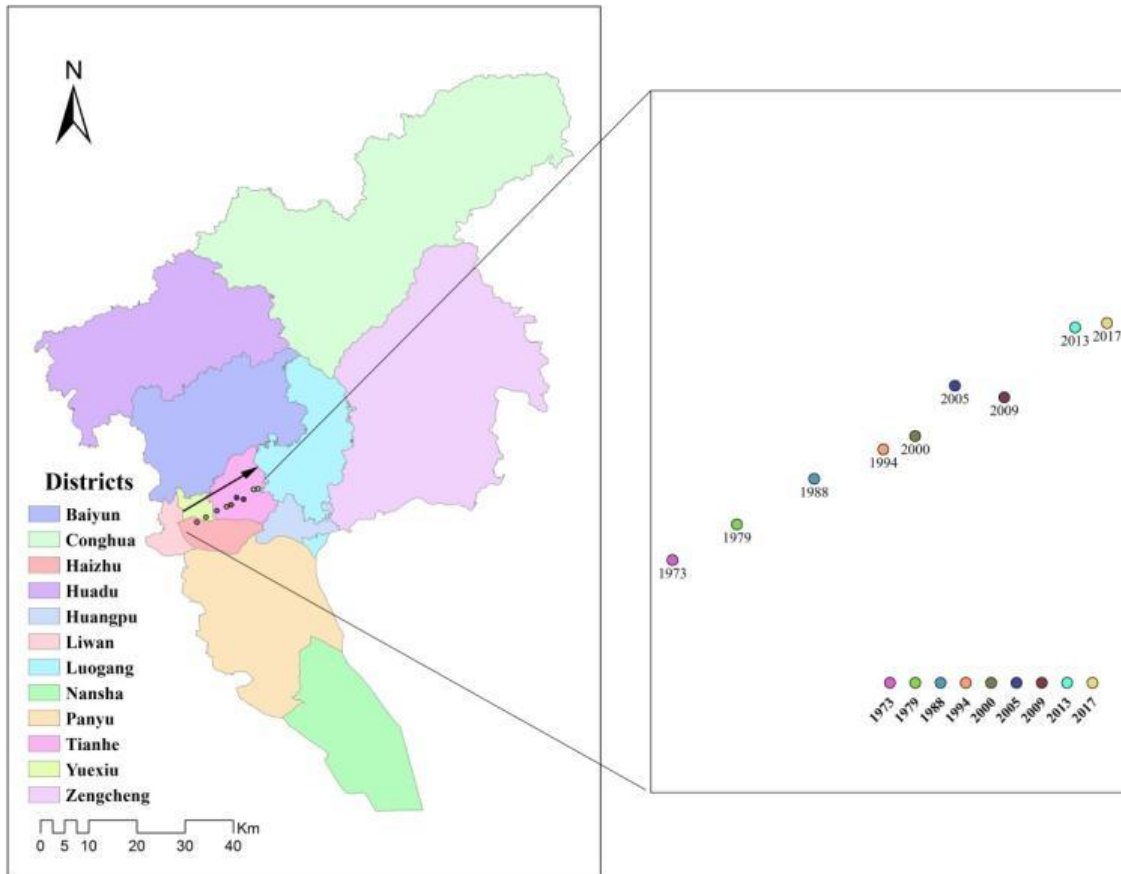 N
Districts
Baiyun
Conghua
Haizhu
Huadu
Huangpu
Liwan
Luogang
Nansha
Panyu
Tianhe
Yuexiu
Zengcheng
Km
0 5 10 20 30 40
2013 2017
2005 2009
1994 2000
1988
1979
1973
1973 1979 1988 1994 2000 2005 2009 2013 2017